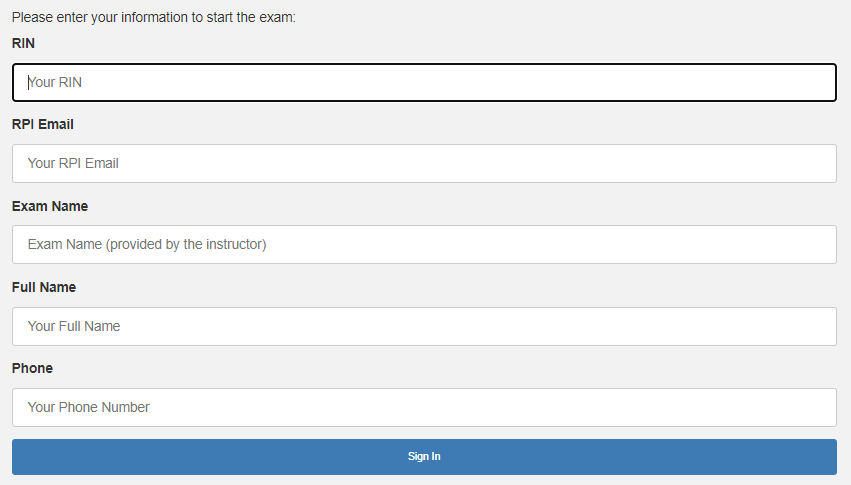 Please enter your information to start the exam:
RIN
Your RIN
RPI Email
Your RPI Email
Exam Name
Exam Name (provided by the instructor)
Full Name
Your Full Name
Phone
Your Phone Number
Sign In